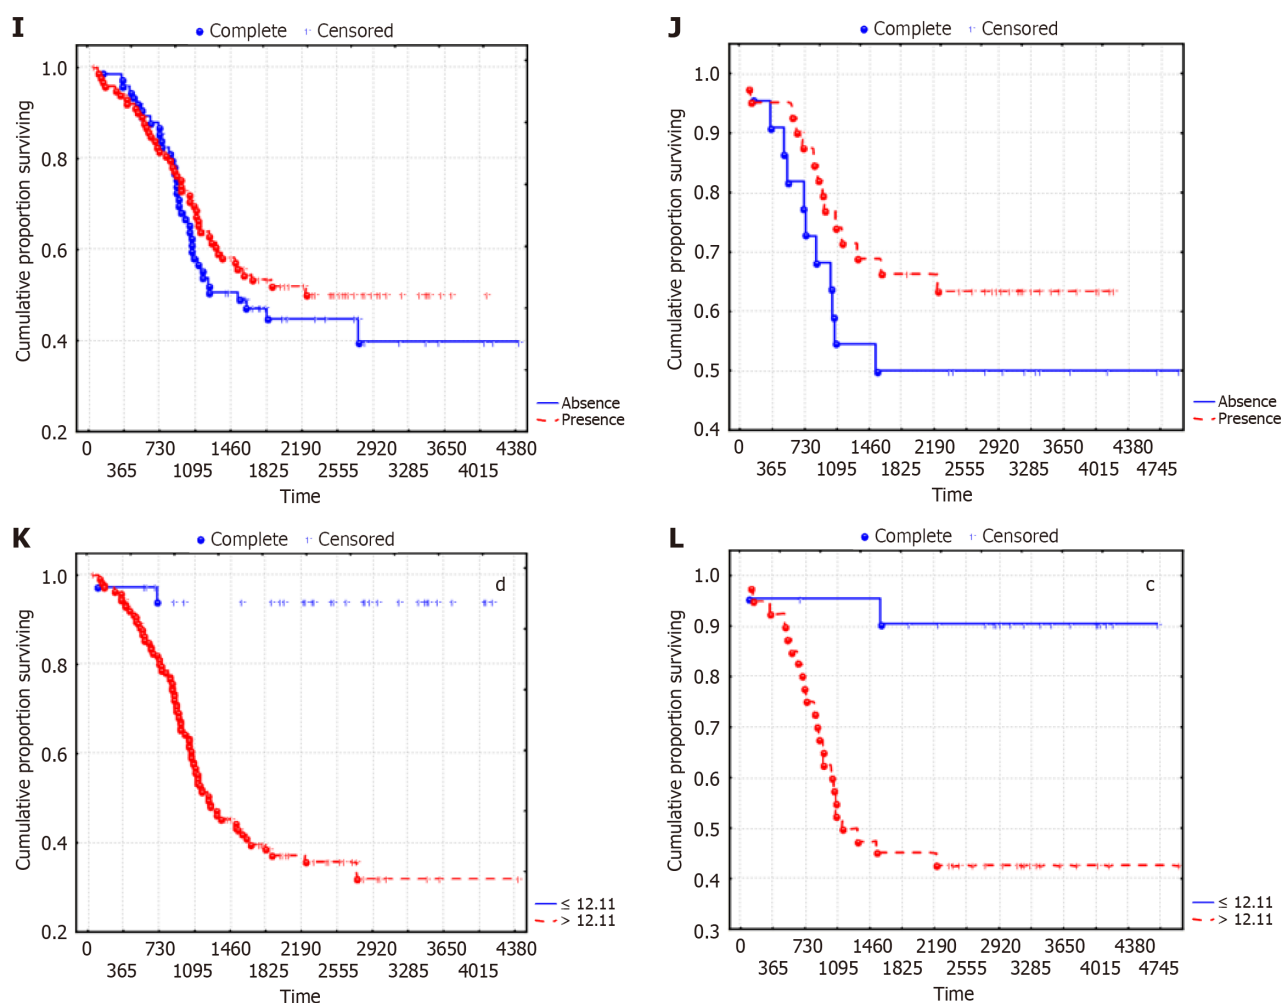 I
Complete Censored
Cumulative proportion surviving
1.0
0.8
0.6
0.4
0.2
0 730 1460 2190 2920 3650 4380
365 1095 1825 2555 3285 4015
Time
Absence
Presence
J
Complete Censored
Cumulative proportion surviving
1.0
0.9
0.8
0.7
0.6
0.5
0.4
0 730 1460 2190 2920 3650 4380
365 1095 1825 2555 3285 4015 4745
Time
Absence
Presence
K
Complete Censored
d
Cumulative proportion surviving
1.0
0.8
0.6
0.4
0.2
0 730 1460 2190 2920 3650 4380
365 1095 1825 2555 3285 4015
Time
≤ 12.11
> 12.11
L
Complete Censored
c
Cumulative proportion surviving
1.0
0.9
0.8
0.7
0.6
0.5
0.4
0.3
0 730 1460 2190 2920 3650 4380
365 1095 1825 2555 3285 4015 4745
Time
≤ 12.11
> 12.11